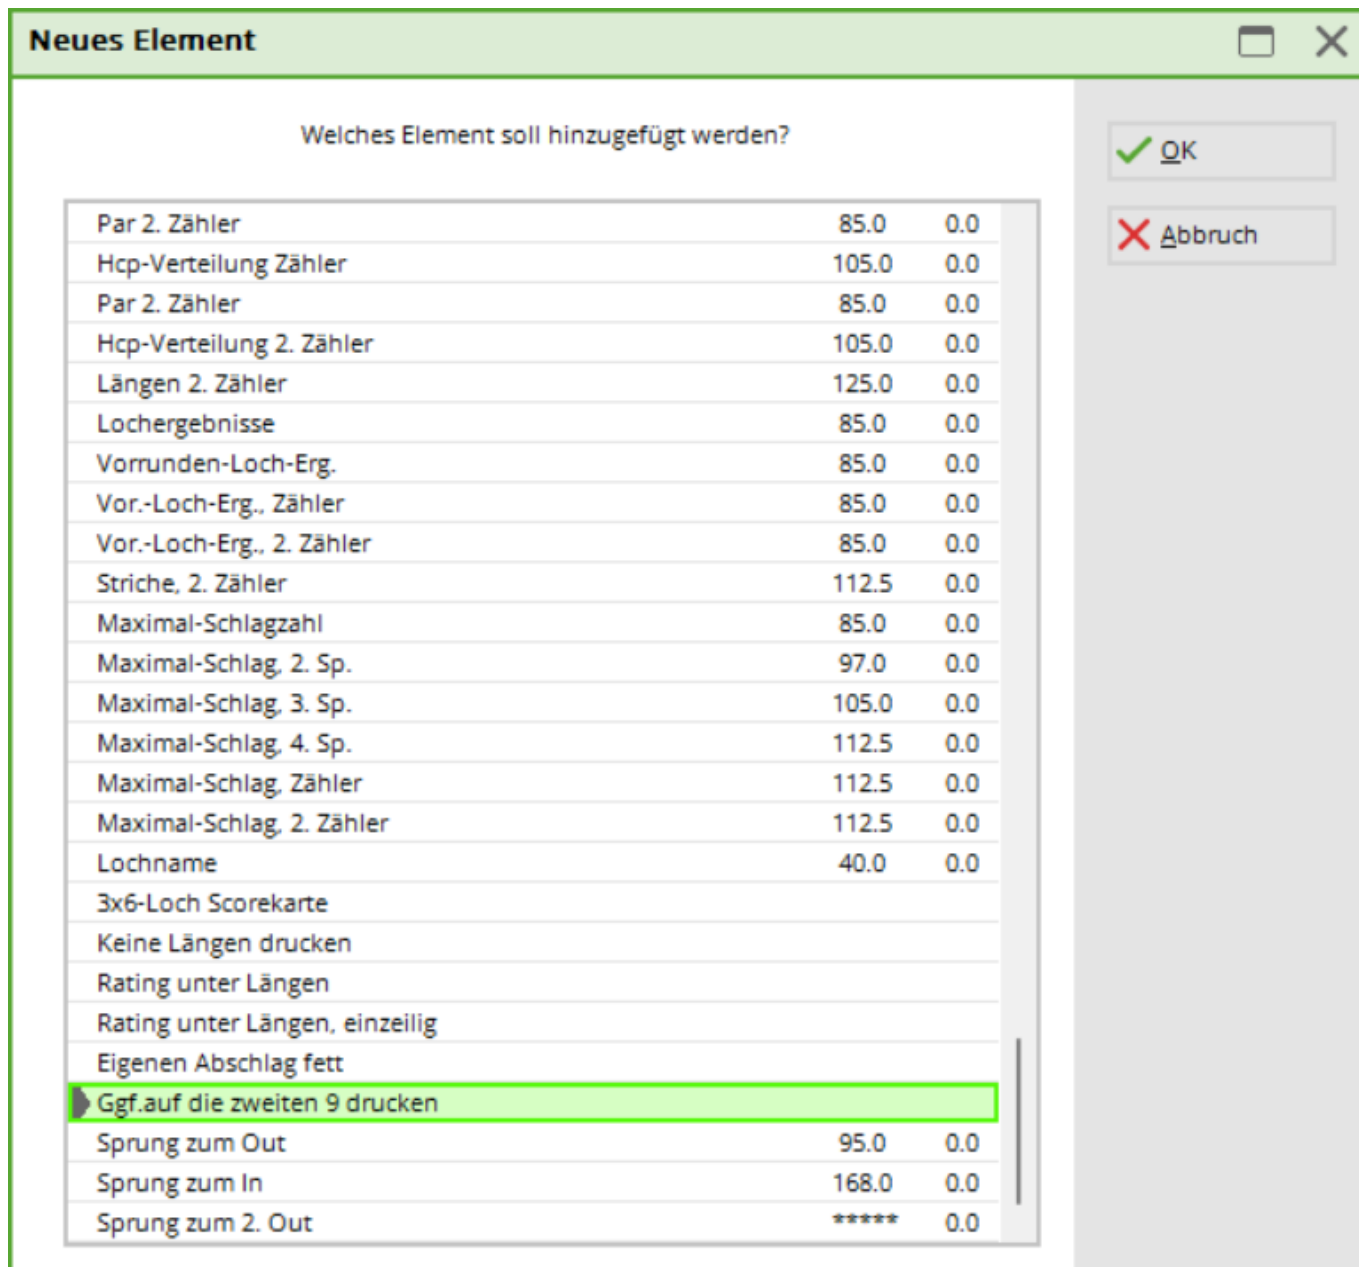 Neues Element
Welches Element soll hinzugefügt werden?
OK
Abbruch
Par 2. Zähler 85.0 0.0
Hcp-Verteilung Zähler 105.0 0.0
Par 2. Zähler 85.0 0.0
Hcp-Verteilung 2. Zähler 105.0 0.0
Längen 2. Zähler 125.0 0.0
Lochergebnisse 85.0 0.0
Vorrunden-Loch-Erg. 85.0 0.0
Vor.-Loch-Erg., Zähler 85.0 0.0
Vor.-Loch-Erg., 2. Zähler 85.0 0.0
Striche, 2. Zähler 112.5 0.0
Maximal-Schlagzahl 85.0 0.0
Maximal-Schlag, 2. Sp. 97.0 0.0
Maximal-Schlag, 3. Sp. 105.0 0.0
Maximal-Schlag, 4. Sp. 112.5 0.0
Maximal-Schlag, Zähler 112.5 0.0
Maximal-Schlag, 2. Zähler 112.5 0.0
Lochname 40.0 0.0
3x6-Loch Scorekarte
Keine Längen drucken
Rating unter Längen
Rating unter Längen, einzeilig
Eigenen Abschlag fett
Ggf.auf die zweiten 9 drucken
Sprung zum Out 95.0 0.0
Sprung zum In 168.0 0.0
Sprung zum 2. Out ***** 0.0